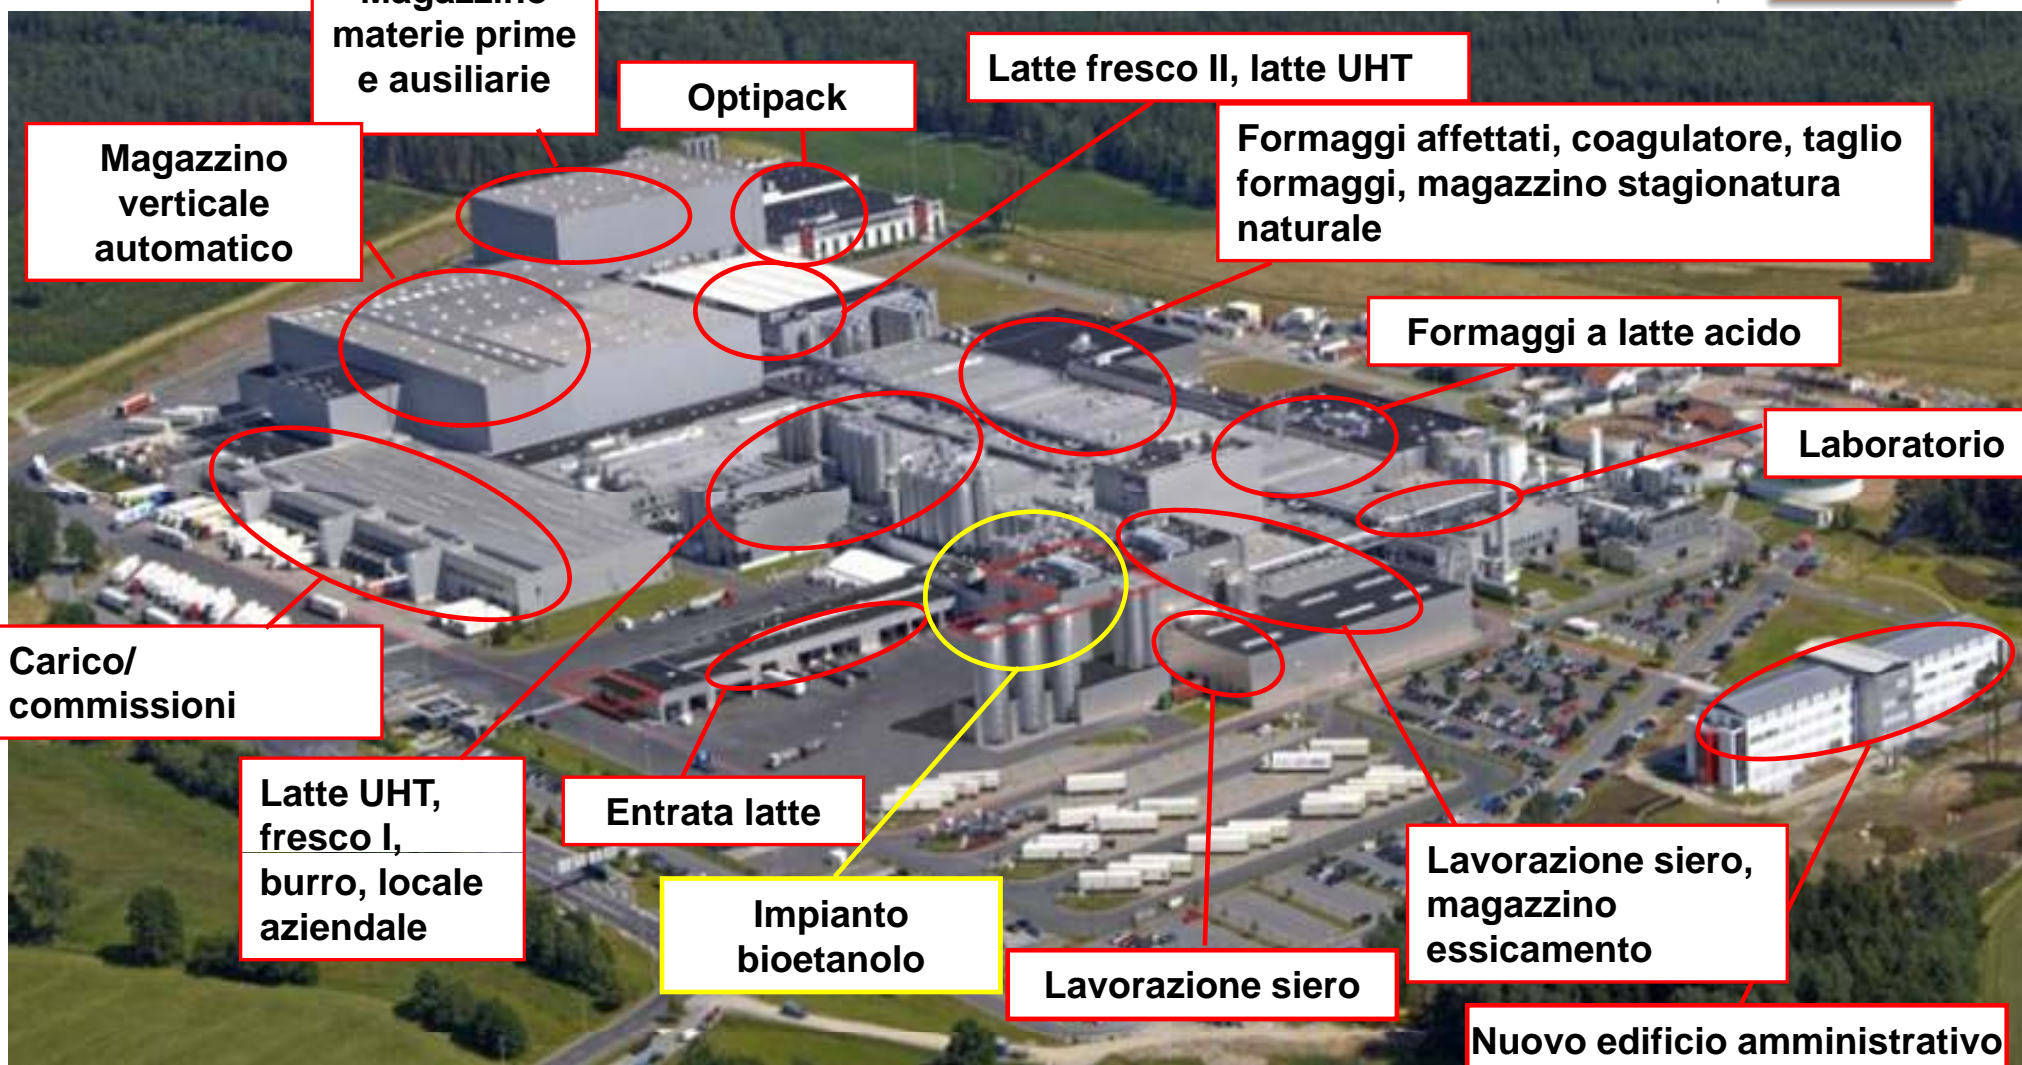 Magazzino
materie prime
e ausiliarie
Optipack
Latte fresco II, latte UHT
Formaggi affettati, coagulatore, taglio
formaggi, magazzino stagionatura
naturale
Magazzino
verticale
automatico
Formaggi a latte acido
Laboratorio
Carico/
commissioni
Latte UHT,
fresco I,
burro, locale
aziendale
Entrata latte
Impianto
bioetanolo
Lavorazione siero
Lavorazione siero,
magazzino
essicamento
Nuovo edificio amministrativo